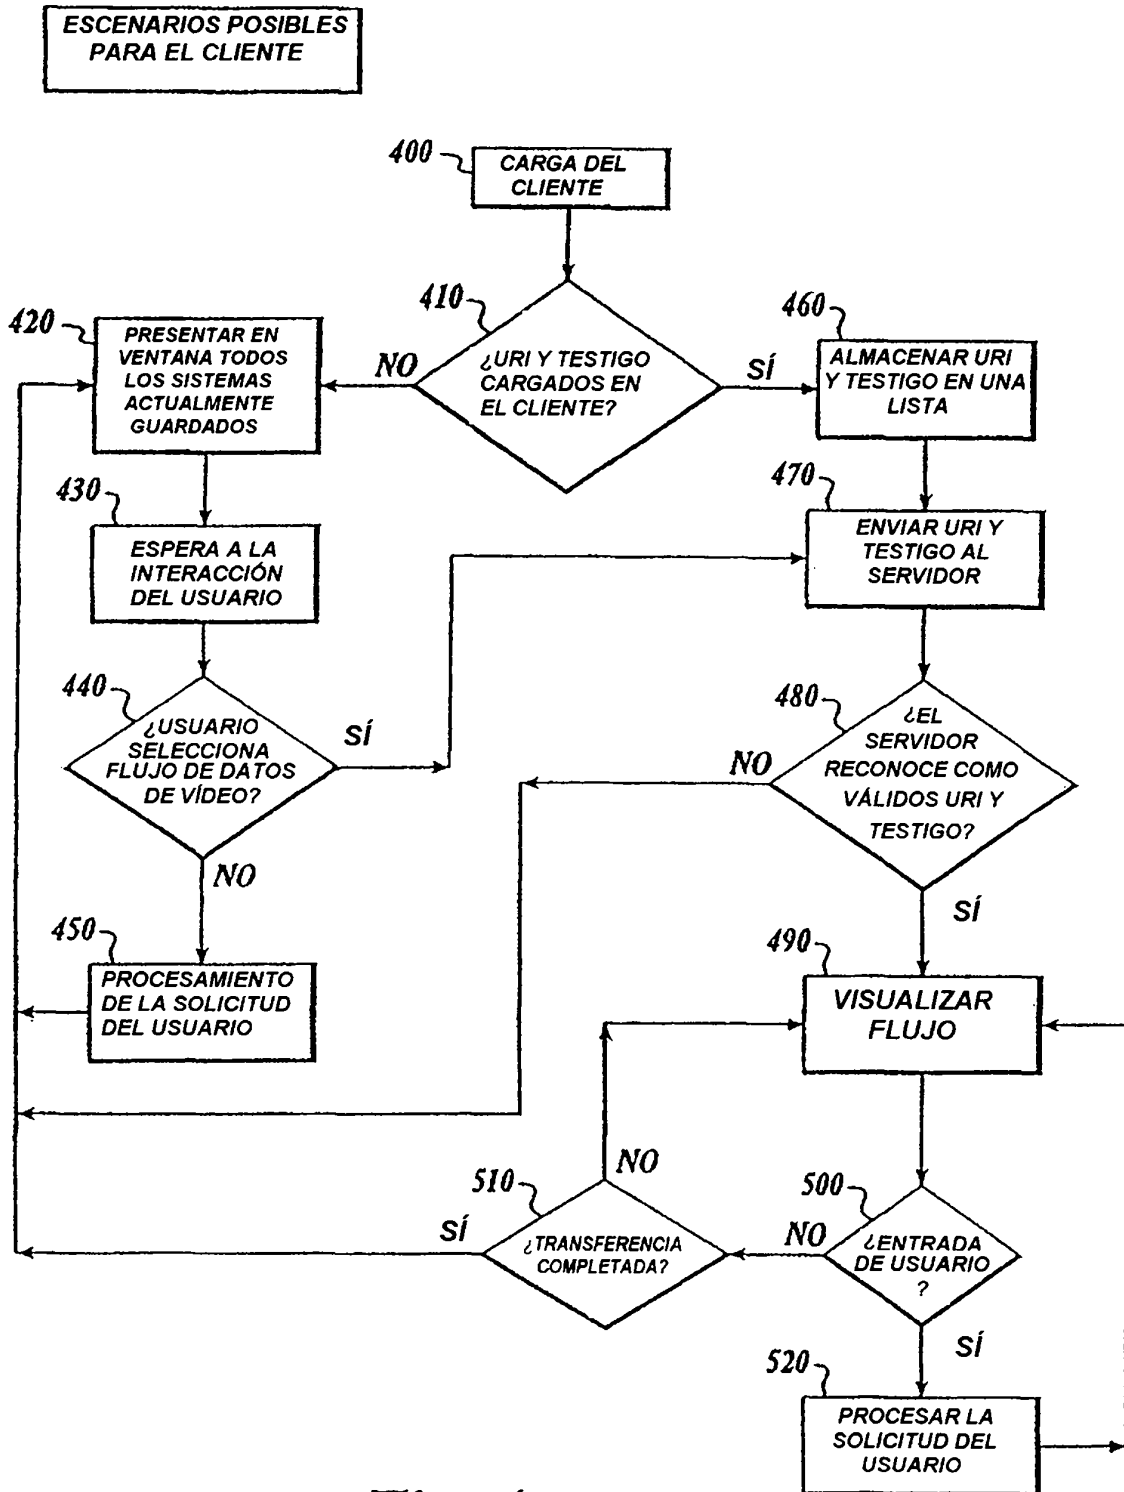 ESCENARIOS POSIBLES
PARA EL CLIENTE
400
CARGA DEL
CLIENTE
410
¿URI Y TESTIGO
CARGADOS EN
EL CLIENTE?
NO
SÍ
420
PRESENTAR EN
VENTANA TODOS
LOS SISTEMAS
ACTUALMENTE
GUARDADOS
460
ALMACENAR URI
Y TESTIGO EN UNA
LISTA
430
ESPERA A LA
INTERACCIÓN
DEL USUARIO
470
ENVIAR URI Y
TESTIGO AL
SERVIDOR
440
¿USUARIO
SELECCIONA
FLUJO DE DATOS
DE VÍDEO?
SÍ
NO
480
¿EL
SERVIDOR
RECONOCE COMO
VÁLIDOS URI Y
TESTIGO?
NO
SÍ
450
PROCESAMIENTO
DE LA SOLICITUD
DEL USUARIO
490
VISUALIZAR
FLUJO
500
¿ENTRADA
DE USUARIO
?
NO
SÍ
510
¿TRANSFERENCIA
COMPLETADA?
NO
SÍ
520
PROCESAR LA
SOLICITUD DEL
USUARIO